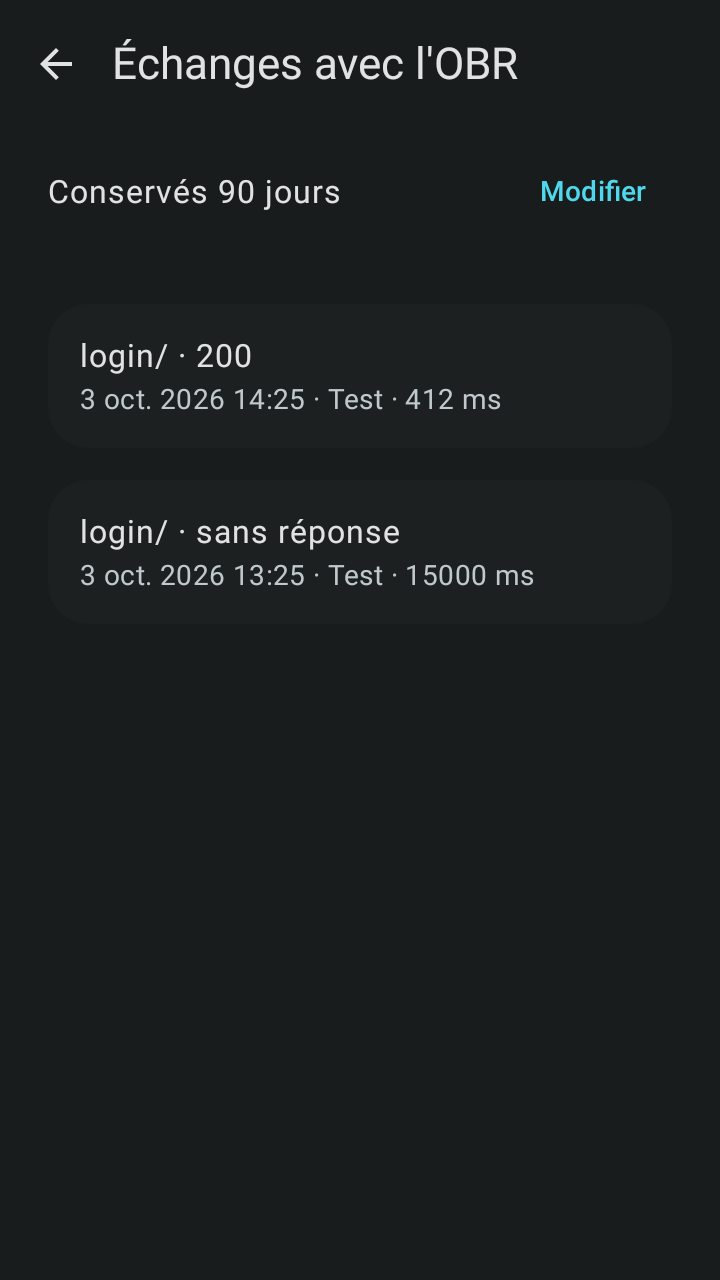 Échanges avec l'OBR
Conservés 90 jours
Modifier
login/ · 200
3 oct. 2026 14:25 · Test · 412 ms
login/ · sans réponse
3 oct. 2026 13:25 · Test · 15000 ms